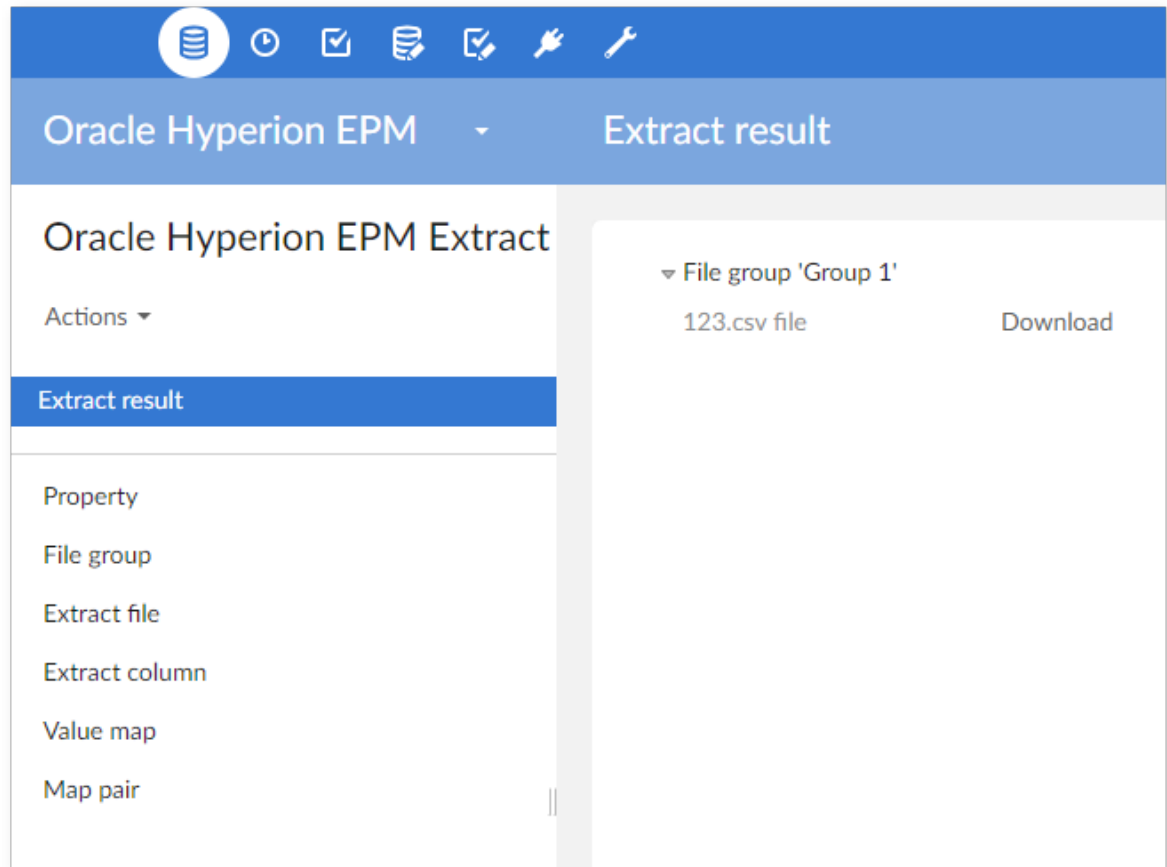 Oracle Hyperion EPM
Extract result
Oracle Hyperion EPM Extract
Actions
Extract result
Property
File group
Extract file
Extract column
Value map
Map pair
File group 'Group 1'
123.csv file Download